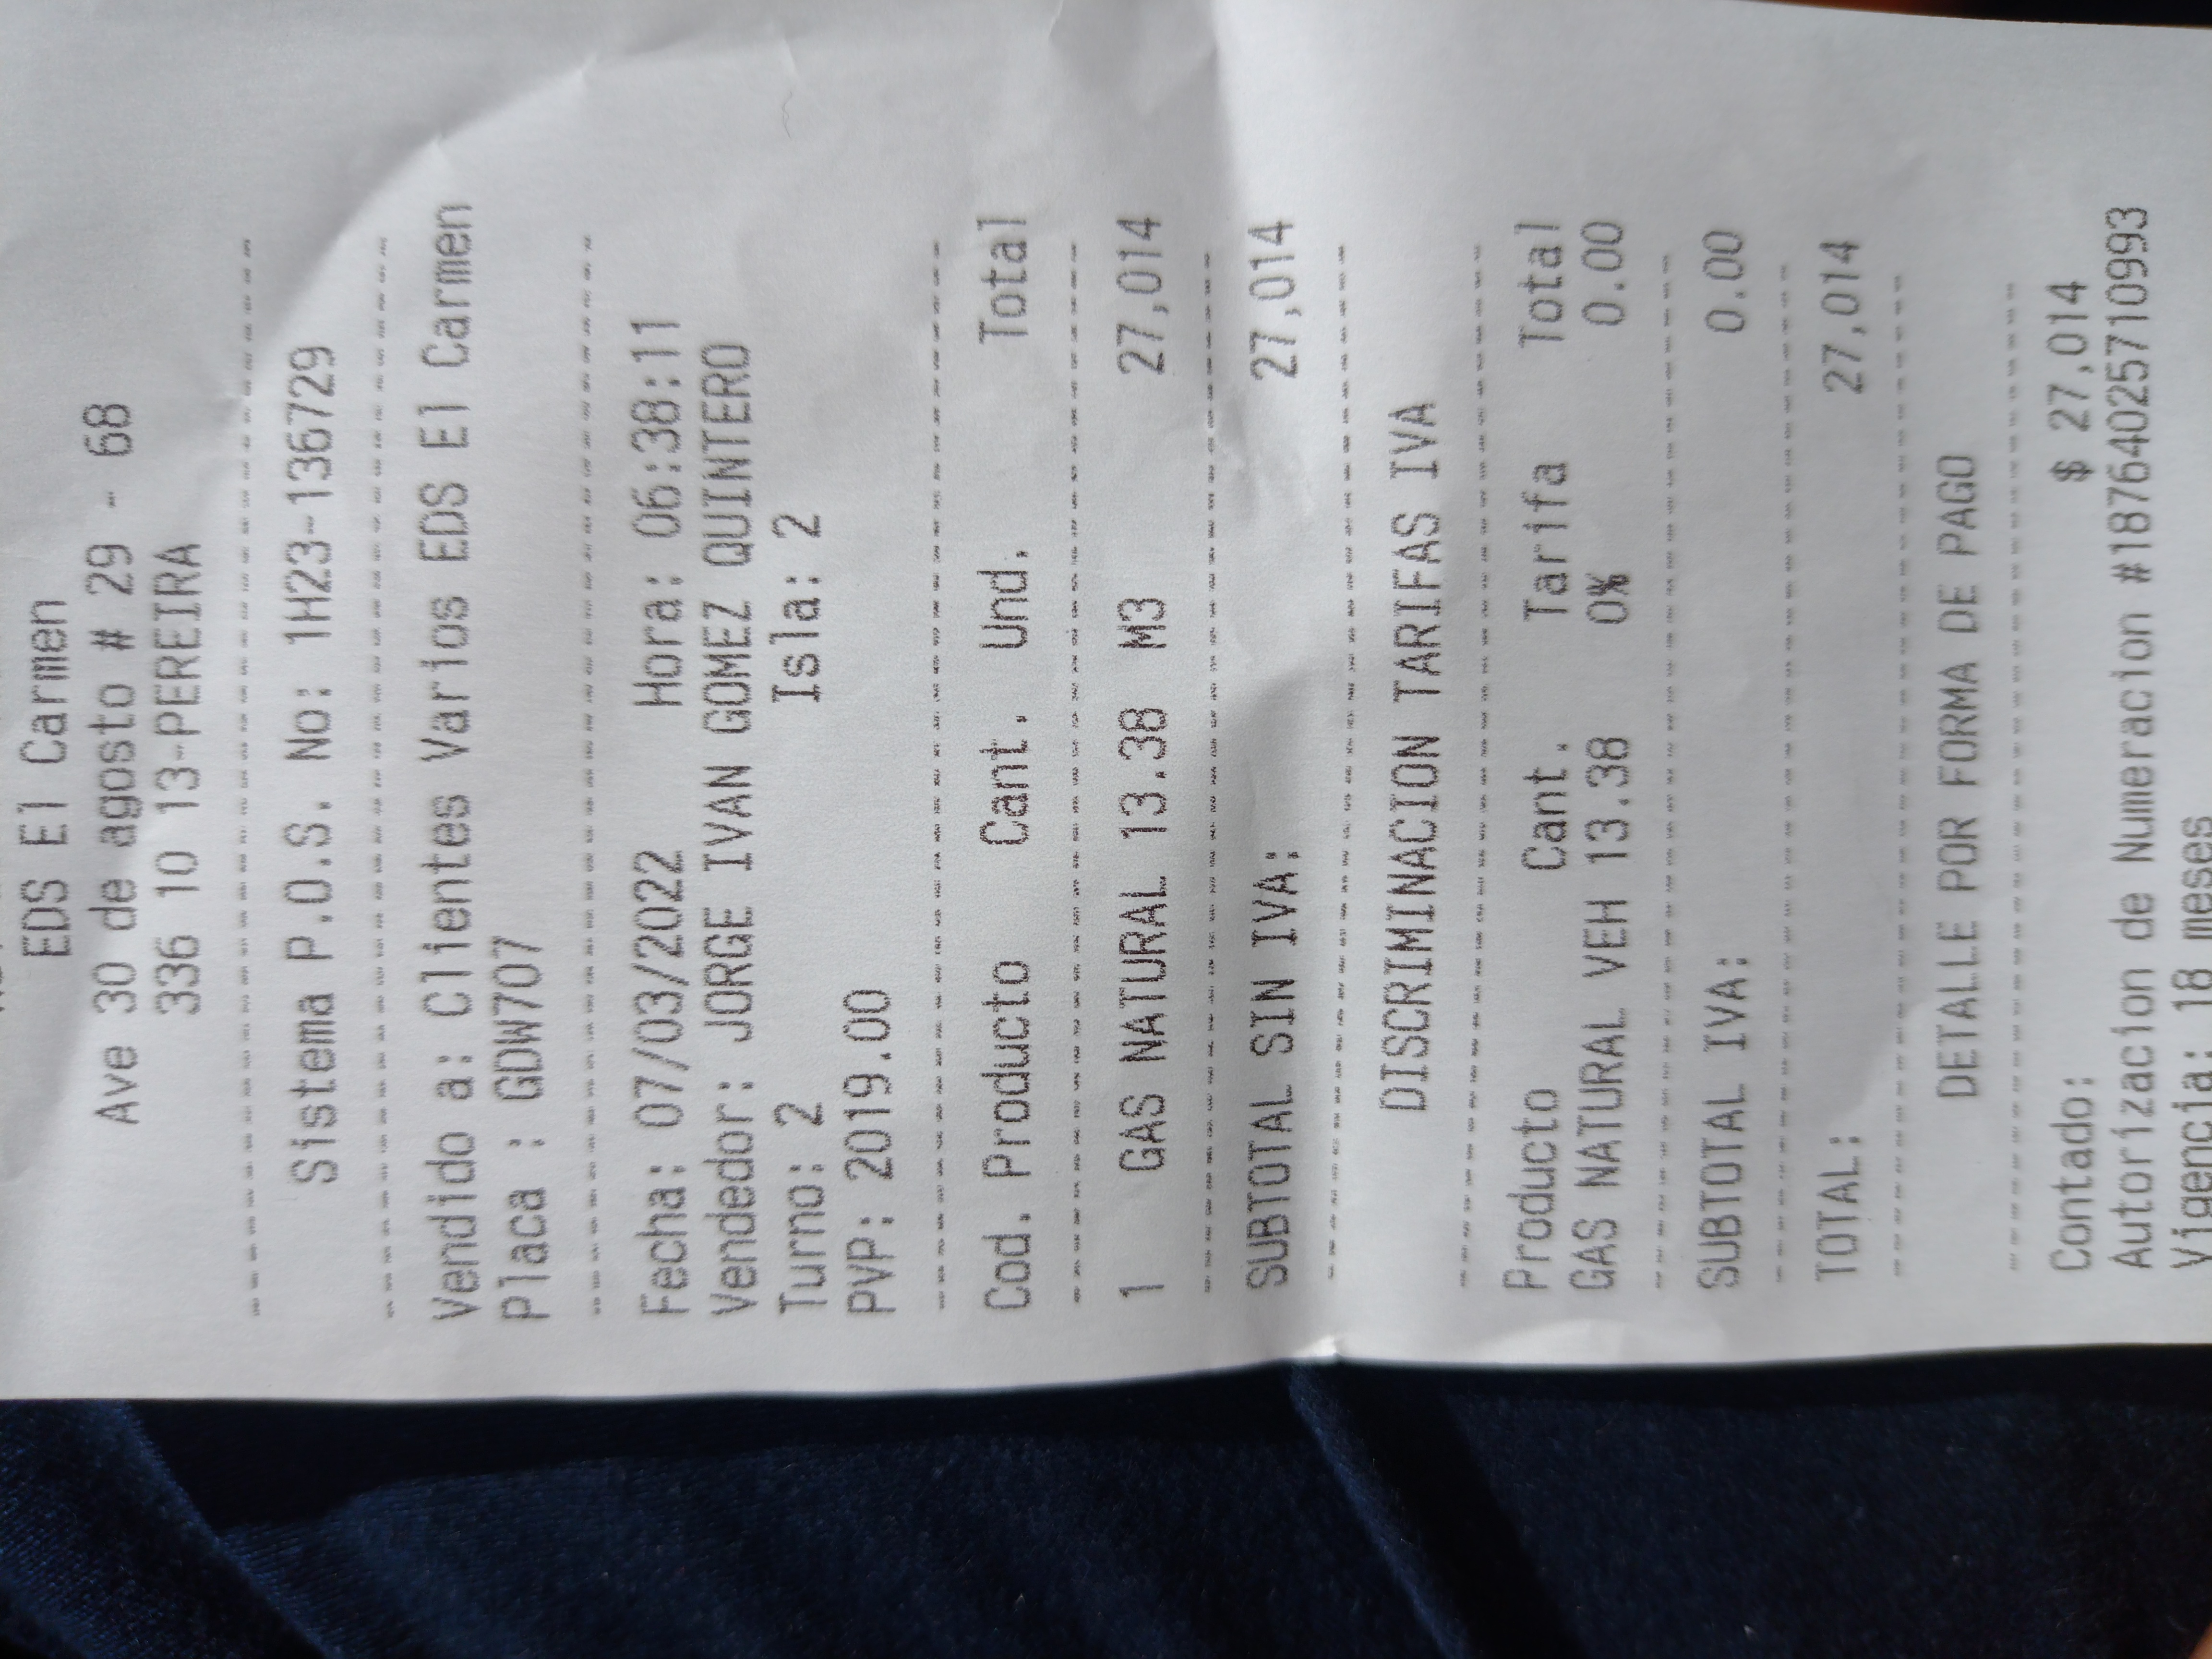 EDS El Carmen
Ave 30 de agosto # 29 - 68
336 10 13-PEREIRA
Sistema P.O.S. No: 1H23-136729
Vendido a: Clientes Varios EDS El Carmen
Placa : GDW707
Fecha: 07/03/2022 Hora: 06:38:11
Vendedor: JORGE IVAN GOMEZ QUINTERO
Turno: 2 Isla: 2
PVP: 2019.00
Cod. Producto Cant. Und. Total
1 GAS NATURAL 13.38 M3 27,014
SUBTOTAL SIN IVA: 27,014
DISCRIMINACION TARIFAS IVA
Producto Cant. Tarifa Total
GAS NATURAL VEH 13.38 0% 0.00
SUBTOTAL IVA: 0.00
TOTAL: 27,014
DETALLE POR FORMA DE PAGO
Contado: $ 27,014
Autorizacion de Numeracion #18764025710993
Vigencia: 18 meses